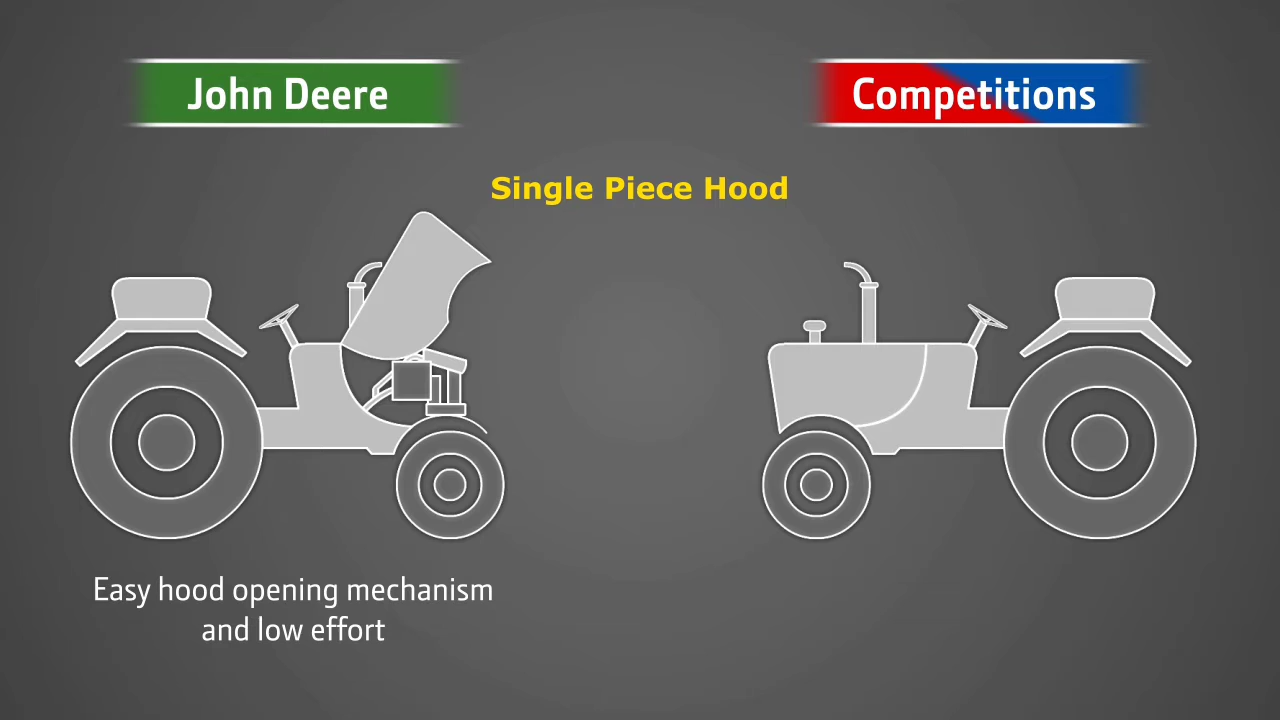 John Deere
Competitions
Single Piece Hood
Easy hood opening mechanism
and low effort